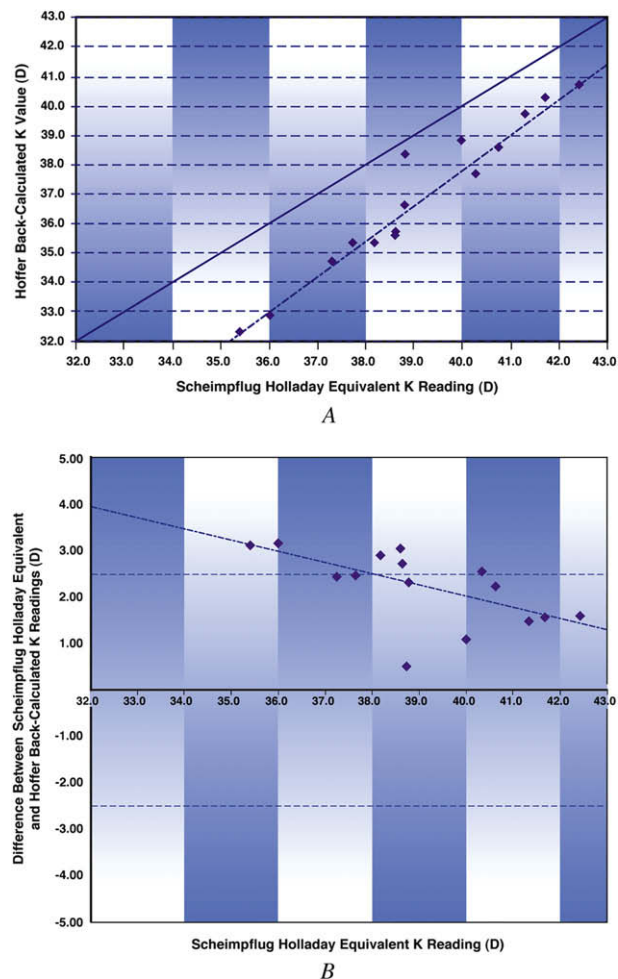 43.0
42.0
41.0
40.0
39.0
38.0
37.0
36.0
35.0
34.0
33.0
32.0
Hoffer Back-Calculated K Value (D)
32.0 33.0 34.0 35.0 36.0 37.0 38.0 39.0 40.0 41.0 42.0 43.0
Scheimpflug Holladay Equivalent K Reading (D)
A
5.00
4.00
3.00
2.00
1.00
32.0 33.0 34.0 35.0 36.0 37.0 38.0 39.0 40.0 41.0 42.0 43.0
-1.00
-2.00
-3.00
-4.00
-5.00
Difference Between Scheimpflug Holladay Equivalent
and Hoffer Back-Calculated K Readings (D)
Scheimpflug Holladay Equivalent K Reading (D)
B